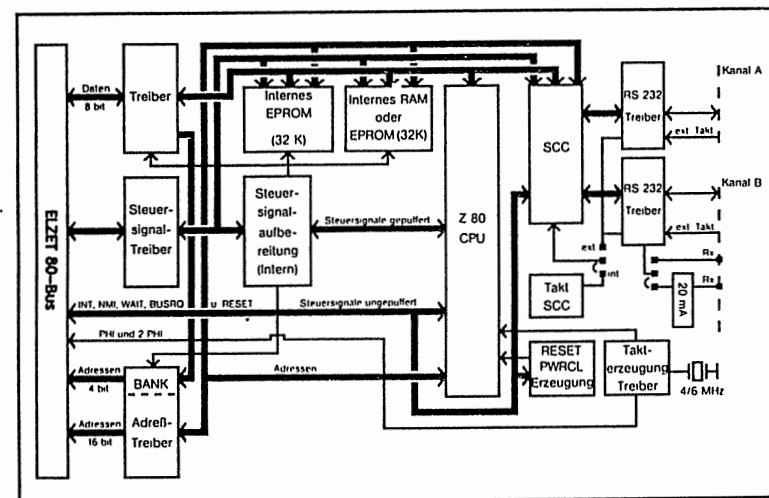 ELZET 80-Bus
Daten
8 bit
Treiber
Internes
EPROM
(32 K)
Internes RAM
oder
EPROM (32K)
Z 80
CPU
SCC
RS 232
Treiber
Kanal A
ext. Takt
RS 232
Treiber
Kanal B
ext. Takt
Steuer-
signal-
Treiber
Steuer-
signal-
aufbe-
reitung
(Intern)
Steuersignale gepuffert
ext
int
Takt
SCC
20 mA
Rx
Rx
INT, NMI, WAIT, BUSRQ u. RESET
Steuersignale ungepuffert
PHI und 2 PHI
Adressen
4 bit
BANK
Adreß-
Treiber
Adressen
16 bit
Adressen
RESET
PWRCL
Erzeugung
Takt-
erzeugung
Treiber
4/6 MHz